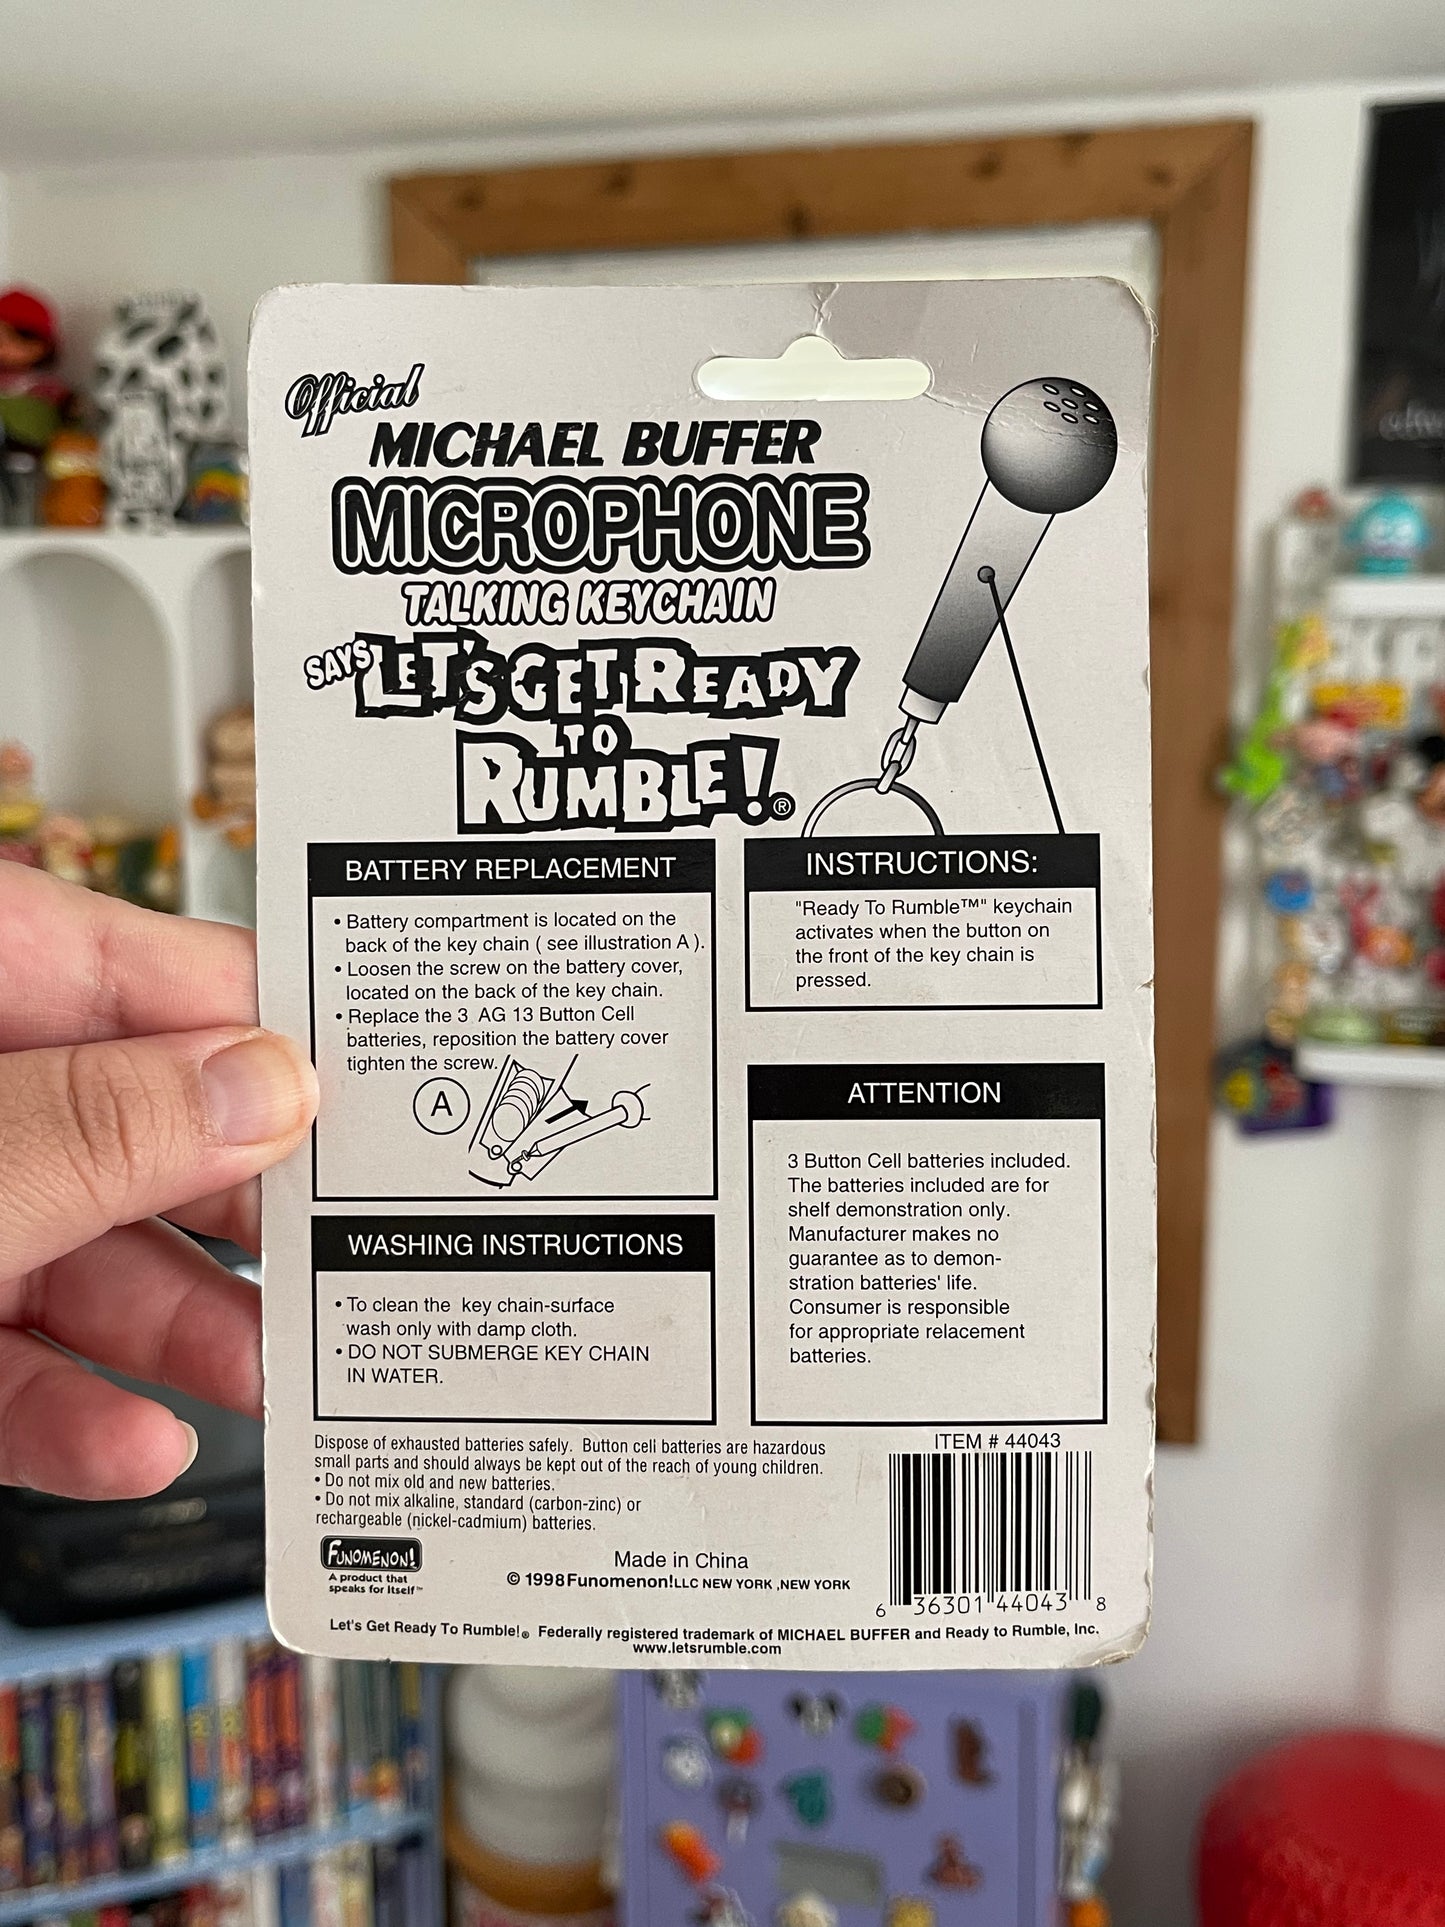 Official
MICHAEL BUFFER
MICROPHONE
TALKING KEYCHAIN
SAYS LET'S GET READY
TO
RUMBLE!®
BATTERY REPLACEMENT
• Battery compartment is located on the
back of the key chain ( see illustration A ).
• Loosen the screw on the battery cover,
located on the back of the key chain.
• Replace the 3 AG 13 Button Cell
batteries, reposition the battery cover
tighten the screw.
A
WASHING INSTRUCTIONS
• To clean the key chain-surface
wash only with damp cloth.
• DO NOT SUBMERGE KEY CHAIN
IN WATER.
INSTRUCTIONS:
"Ready To Rumble™" keychain
activates when the button on
the front of the key chain is
pressed.
ATTENTION
3 Button Cell batteries included.
The batteries included are for
shelf demonstration only.
Manufacturer makes no
guarantee as to demon-
stration batteries' life.
Consumer is responsible
for appropriate relacement
batteries.
Dispose of exhausted batteries safely. Button cell batteries are hazardous
small parts and should always be kept out of the reach of young children.
• Do not mix old and new batteries.
• Do not mix alkaline, standard (carbon-zinc) or
rechargeable (nickel-cadmium) batteries.
ITEM # 44043
6 36301 44043 8
FUNOMENON!
A product that
speaks for Itself™
Made in China
© 1998 Funomenon! LLC NEW YORK ,NEW YORK
Let's Get Ready To Rumble!® Federally registered trademark of MICHAEL BUFFER and Ready to Rumble, Inc.
www.letsrumble.com